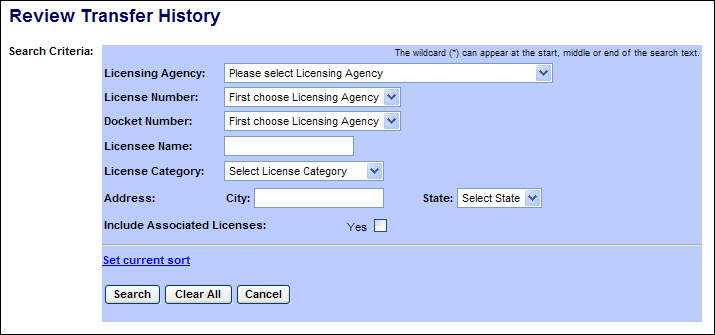 Review Transfer History
Search Criteria:
The wildcard (*) can appear at the start, middle or end of the search text.
Licensing Agency: Please select Licensing Agency
License Number: First choose Licensing Agency
Docket Number: First choose Licensing Agency
Licensee Name:
License Category: Select License Category
Address: City: State: Select State
Include Associated Licenses: Yes
Set current sort
Search Clear All Cancel